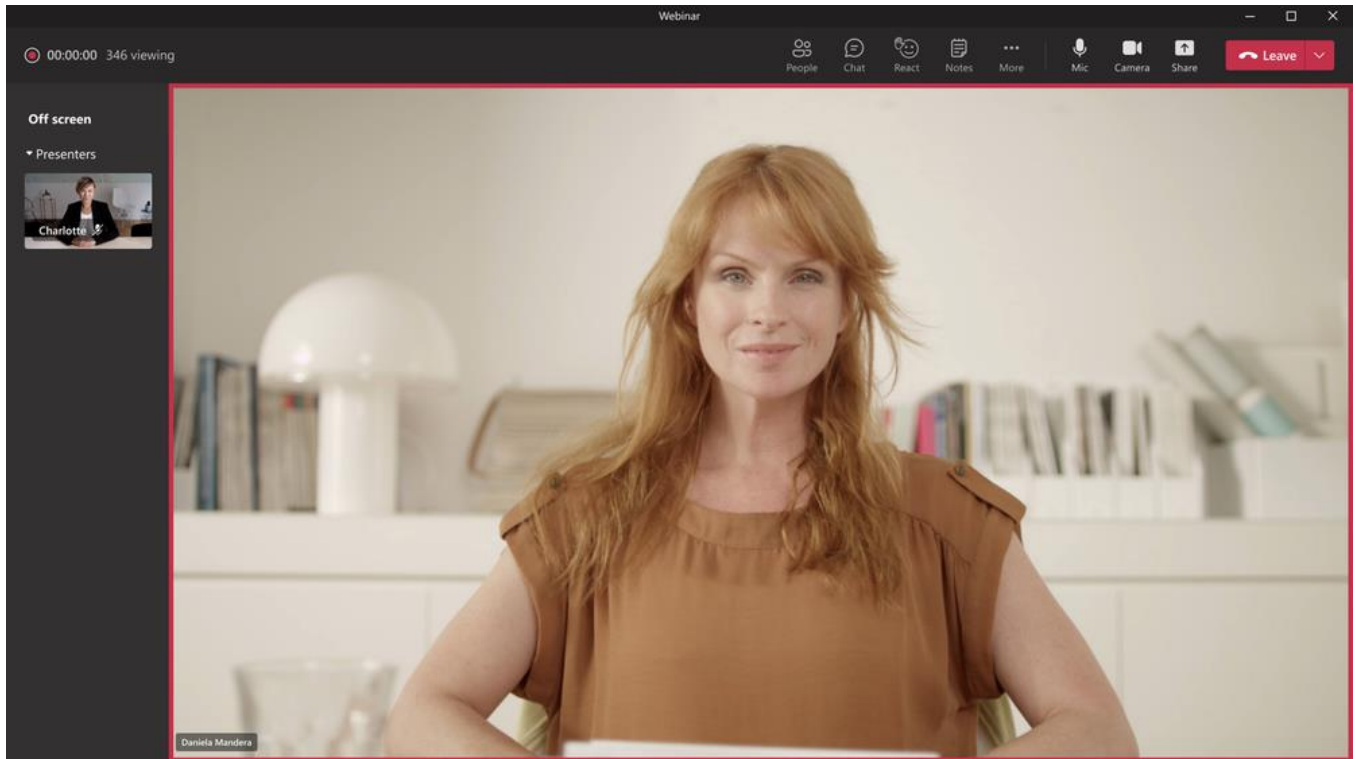 Webinar
00:00:00 346 viewing
People Chat React Notes More Mic Camera Share Leave
Off screen
Presenters
Charlotte
Daniela Mandera